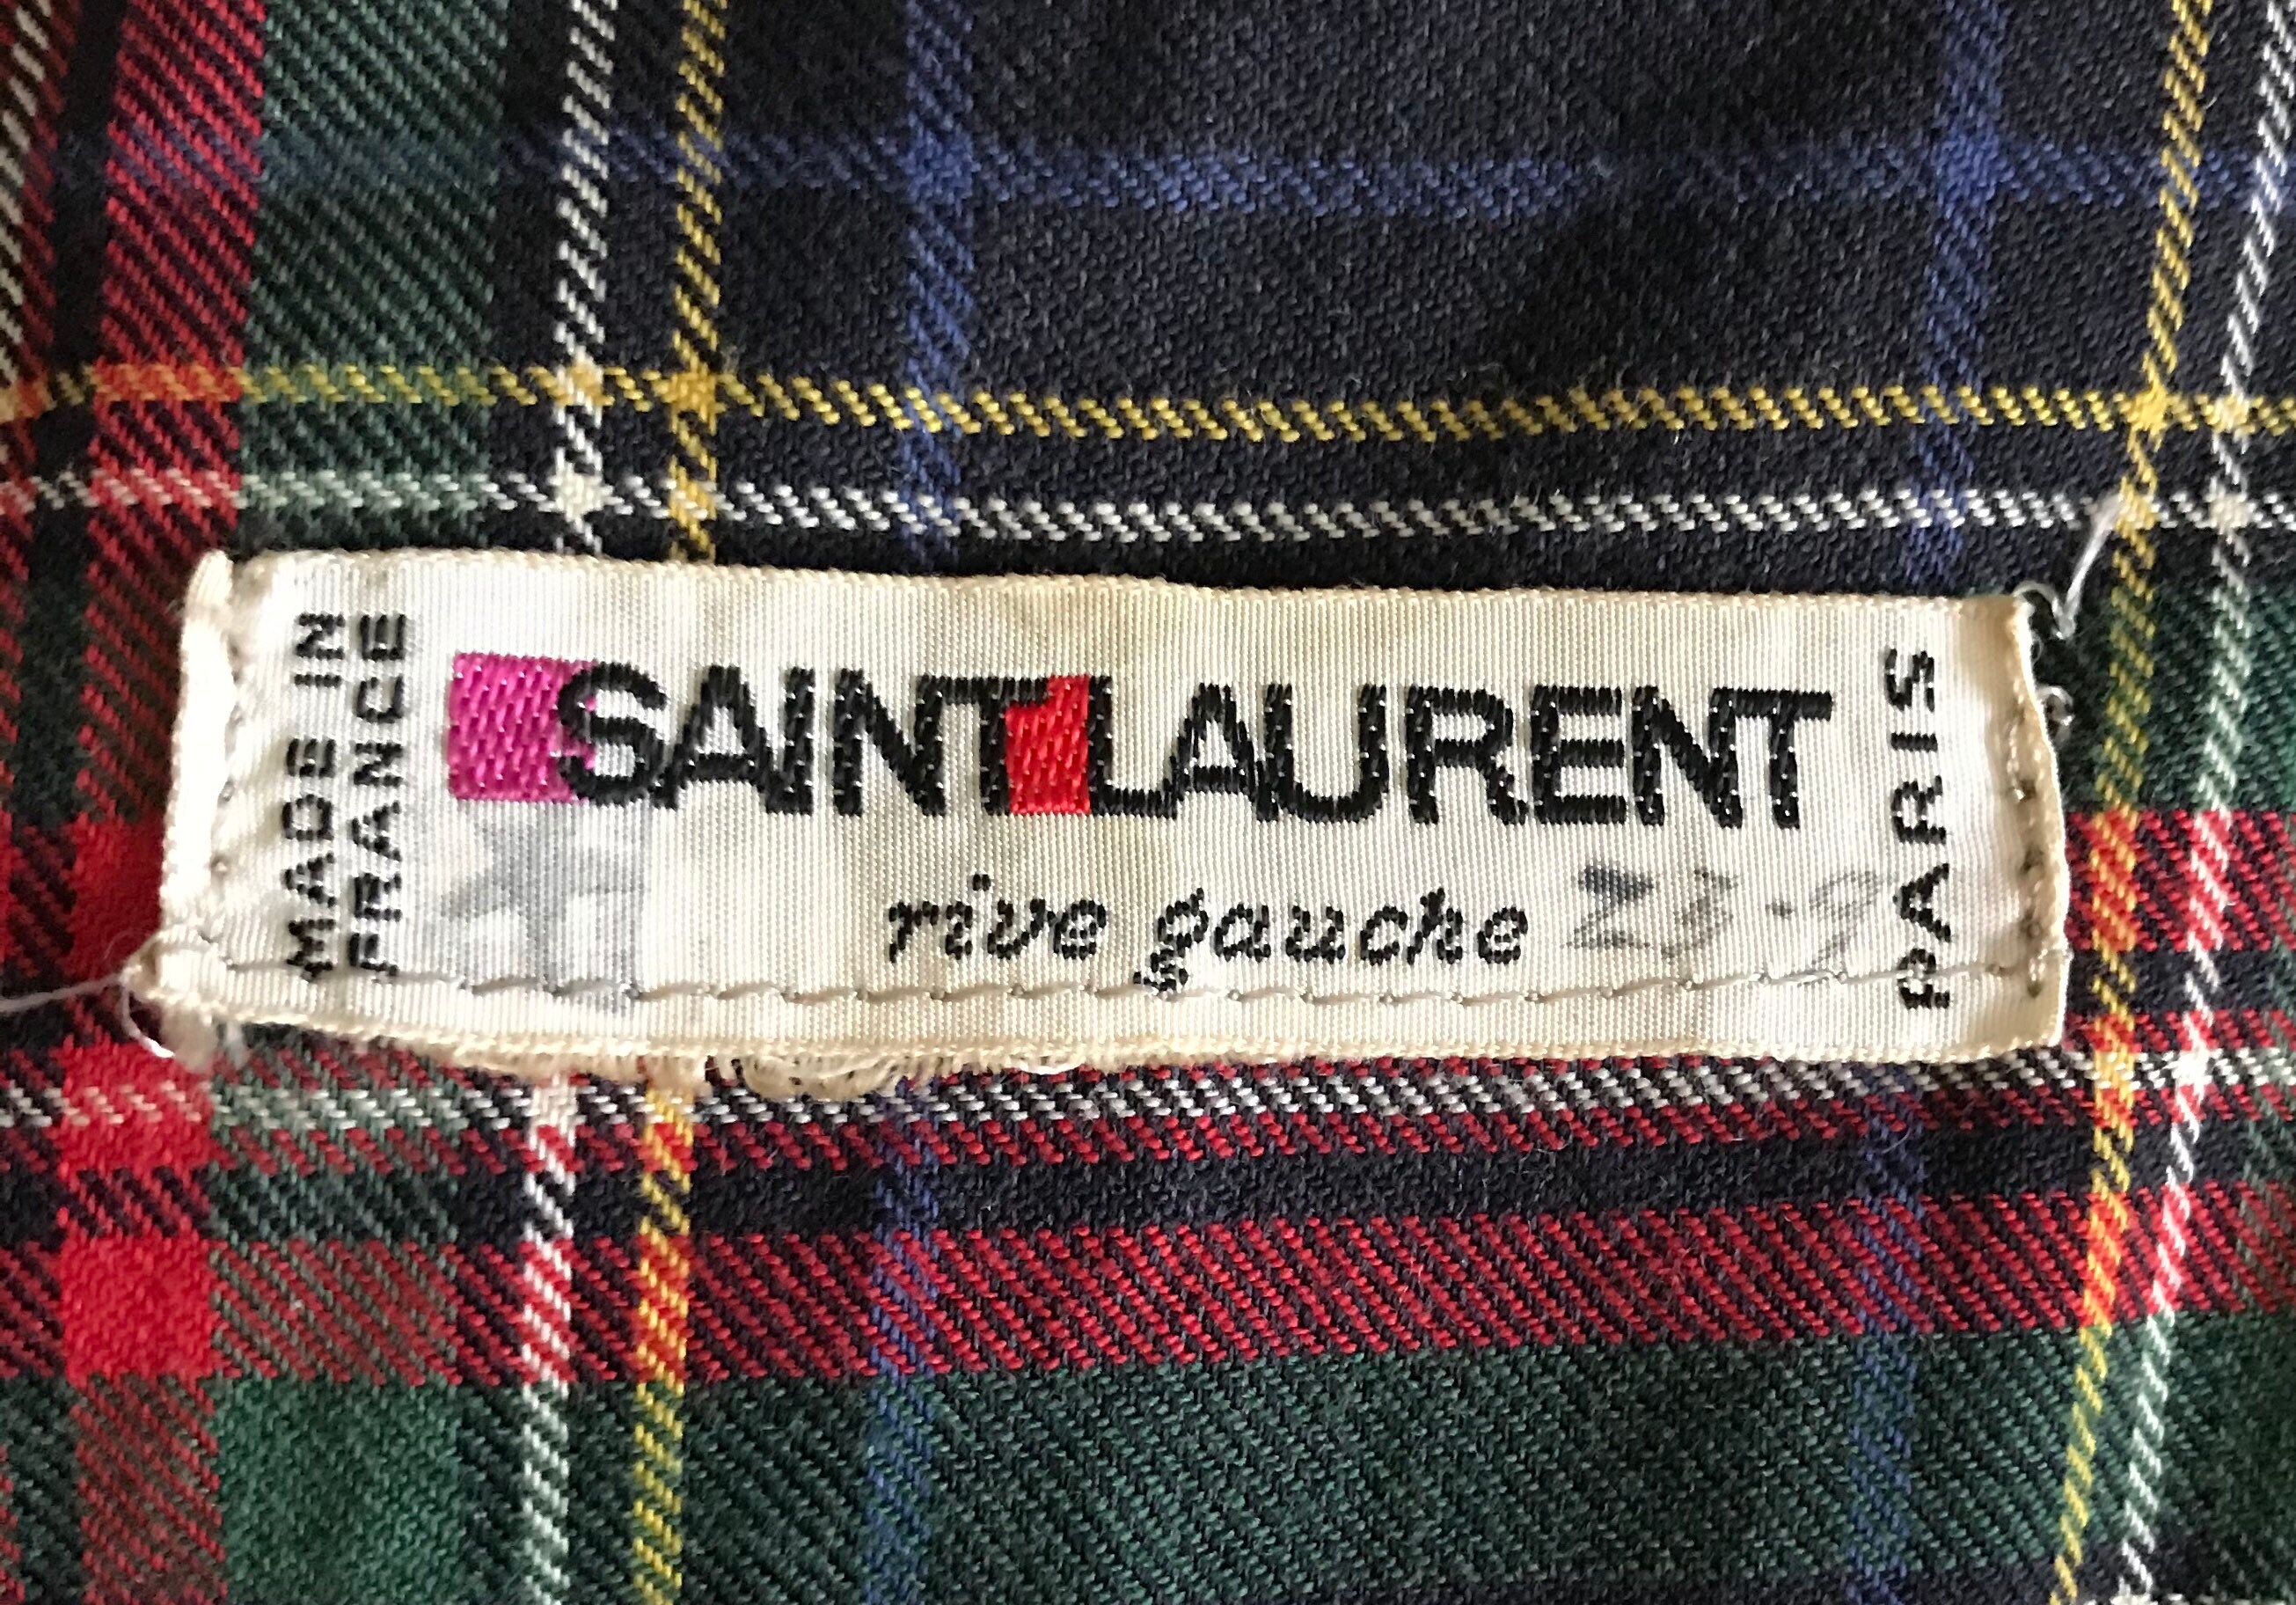 MADE IN
FRANCE
SAINT LAURENT
rive gauche
PARIS